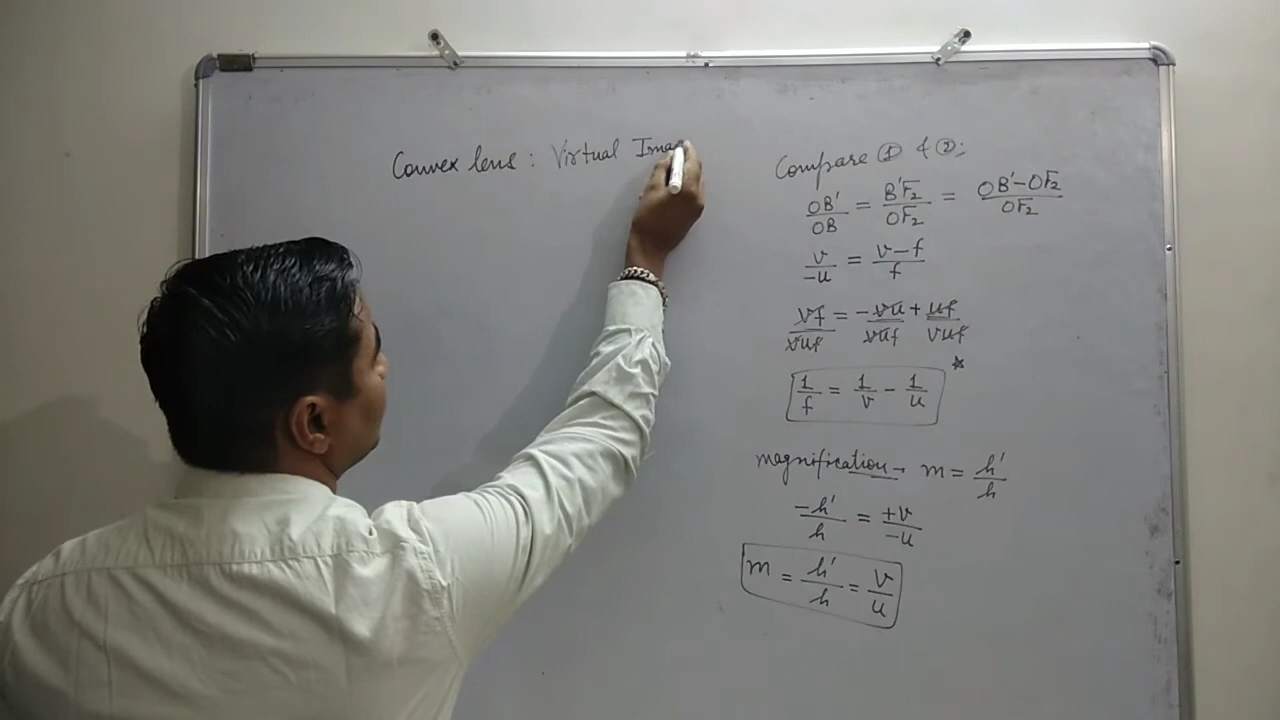 Convex lens : Virtual Imag
Compare ① & ② :
OB'/OB = B'F₂/OF₂ = OB'-OF₂/OF₂
v/-u = v-f/f
vf/vuf = -vu/vuf + uf/vuf
1/f = 1/v - 1/u *
magnification → m = h'/h
-h'/h = +v/-u
m = h'/h = v/u